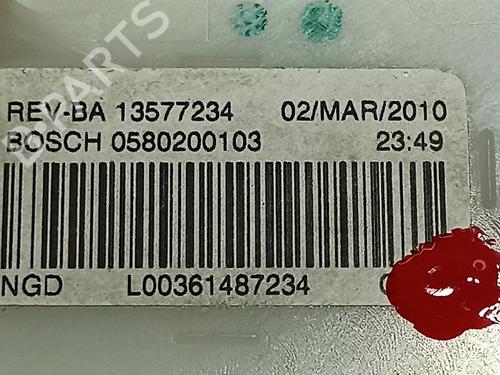 REV-BA 13577234 02/MAR/2010
BOSCH 0580200103 23:49
NGD L00361487234